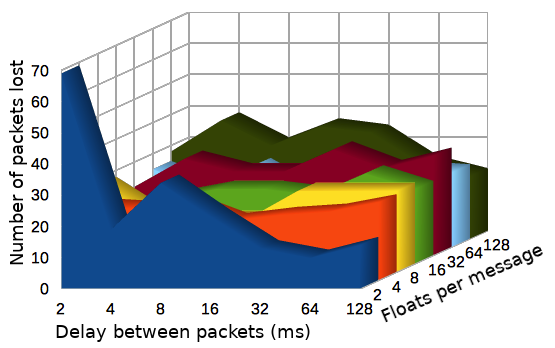 70
60
50
40
30
20
10
0
Number of packets lost
2 4 8 16 32 64 128
Delay between packets (ms)
2 4 8 16 32 64 128
Floats per message